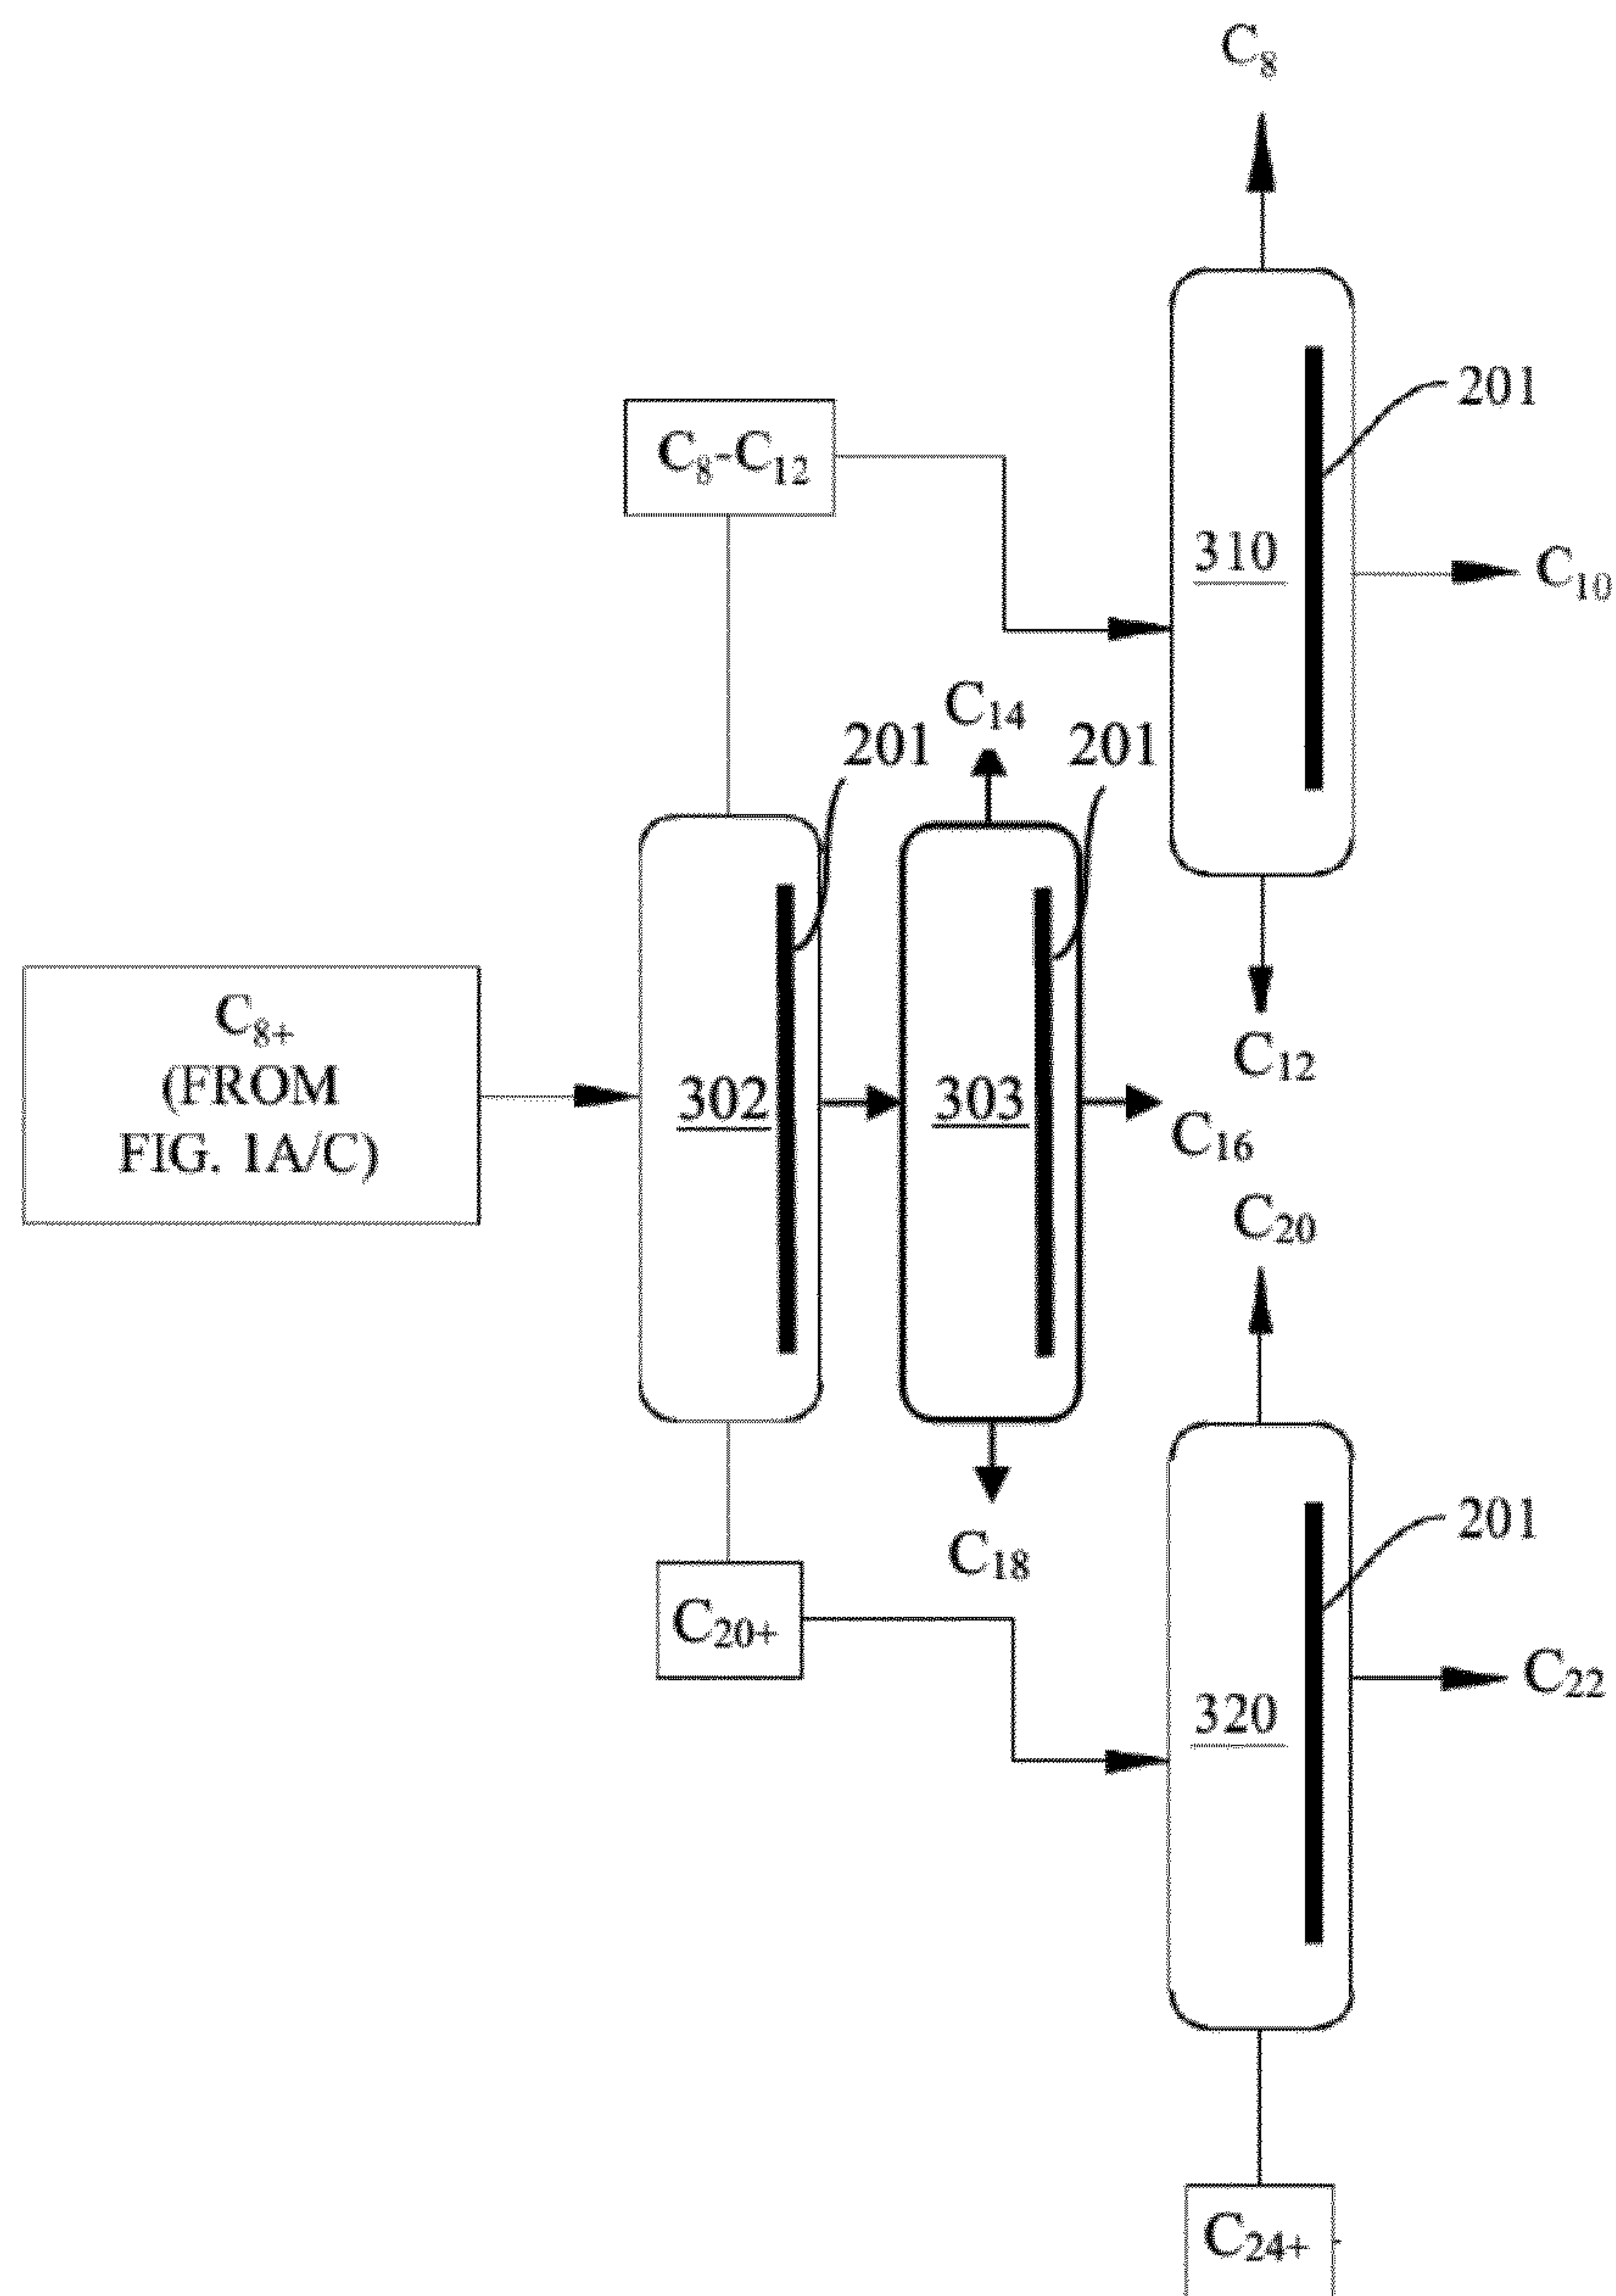 C₈
201
C₈-C₁₂
310
C₁₀
C₁₄
201
201
C₈₊
(FROM
FIG. 1A/C)
302
303
C₁₂
C₁₆
C₂₀
C₁₈
201
C₂₀₊
320
C₂₂
C₂₄₊